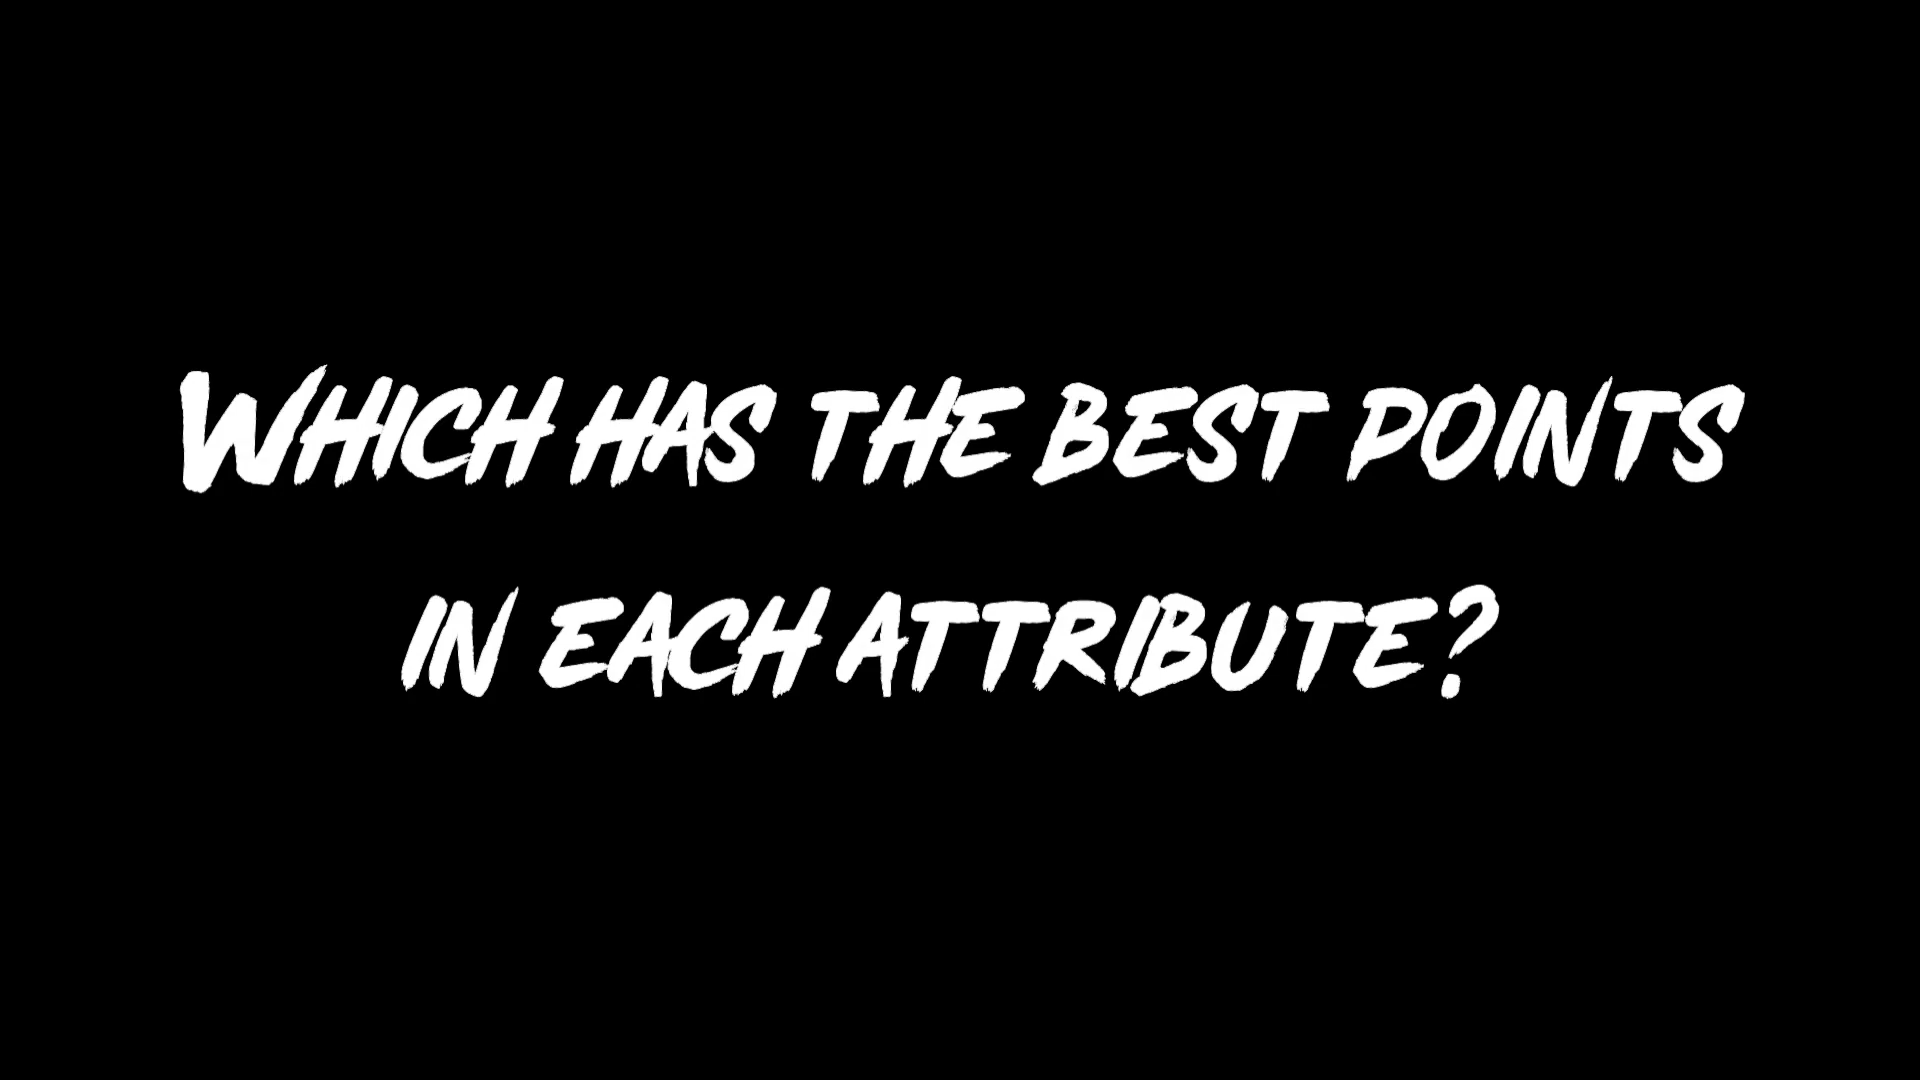 Which has the best points
in each attribute?